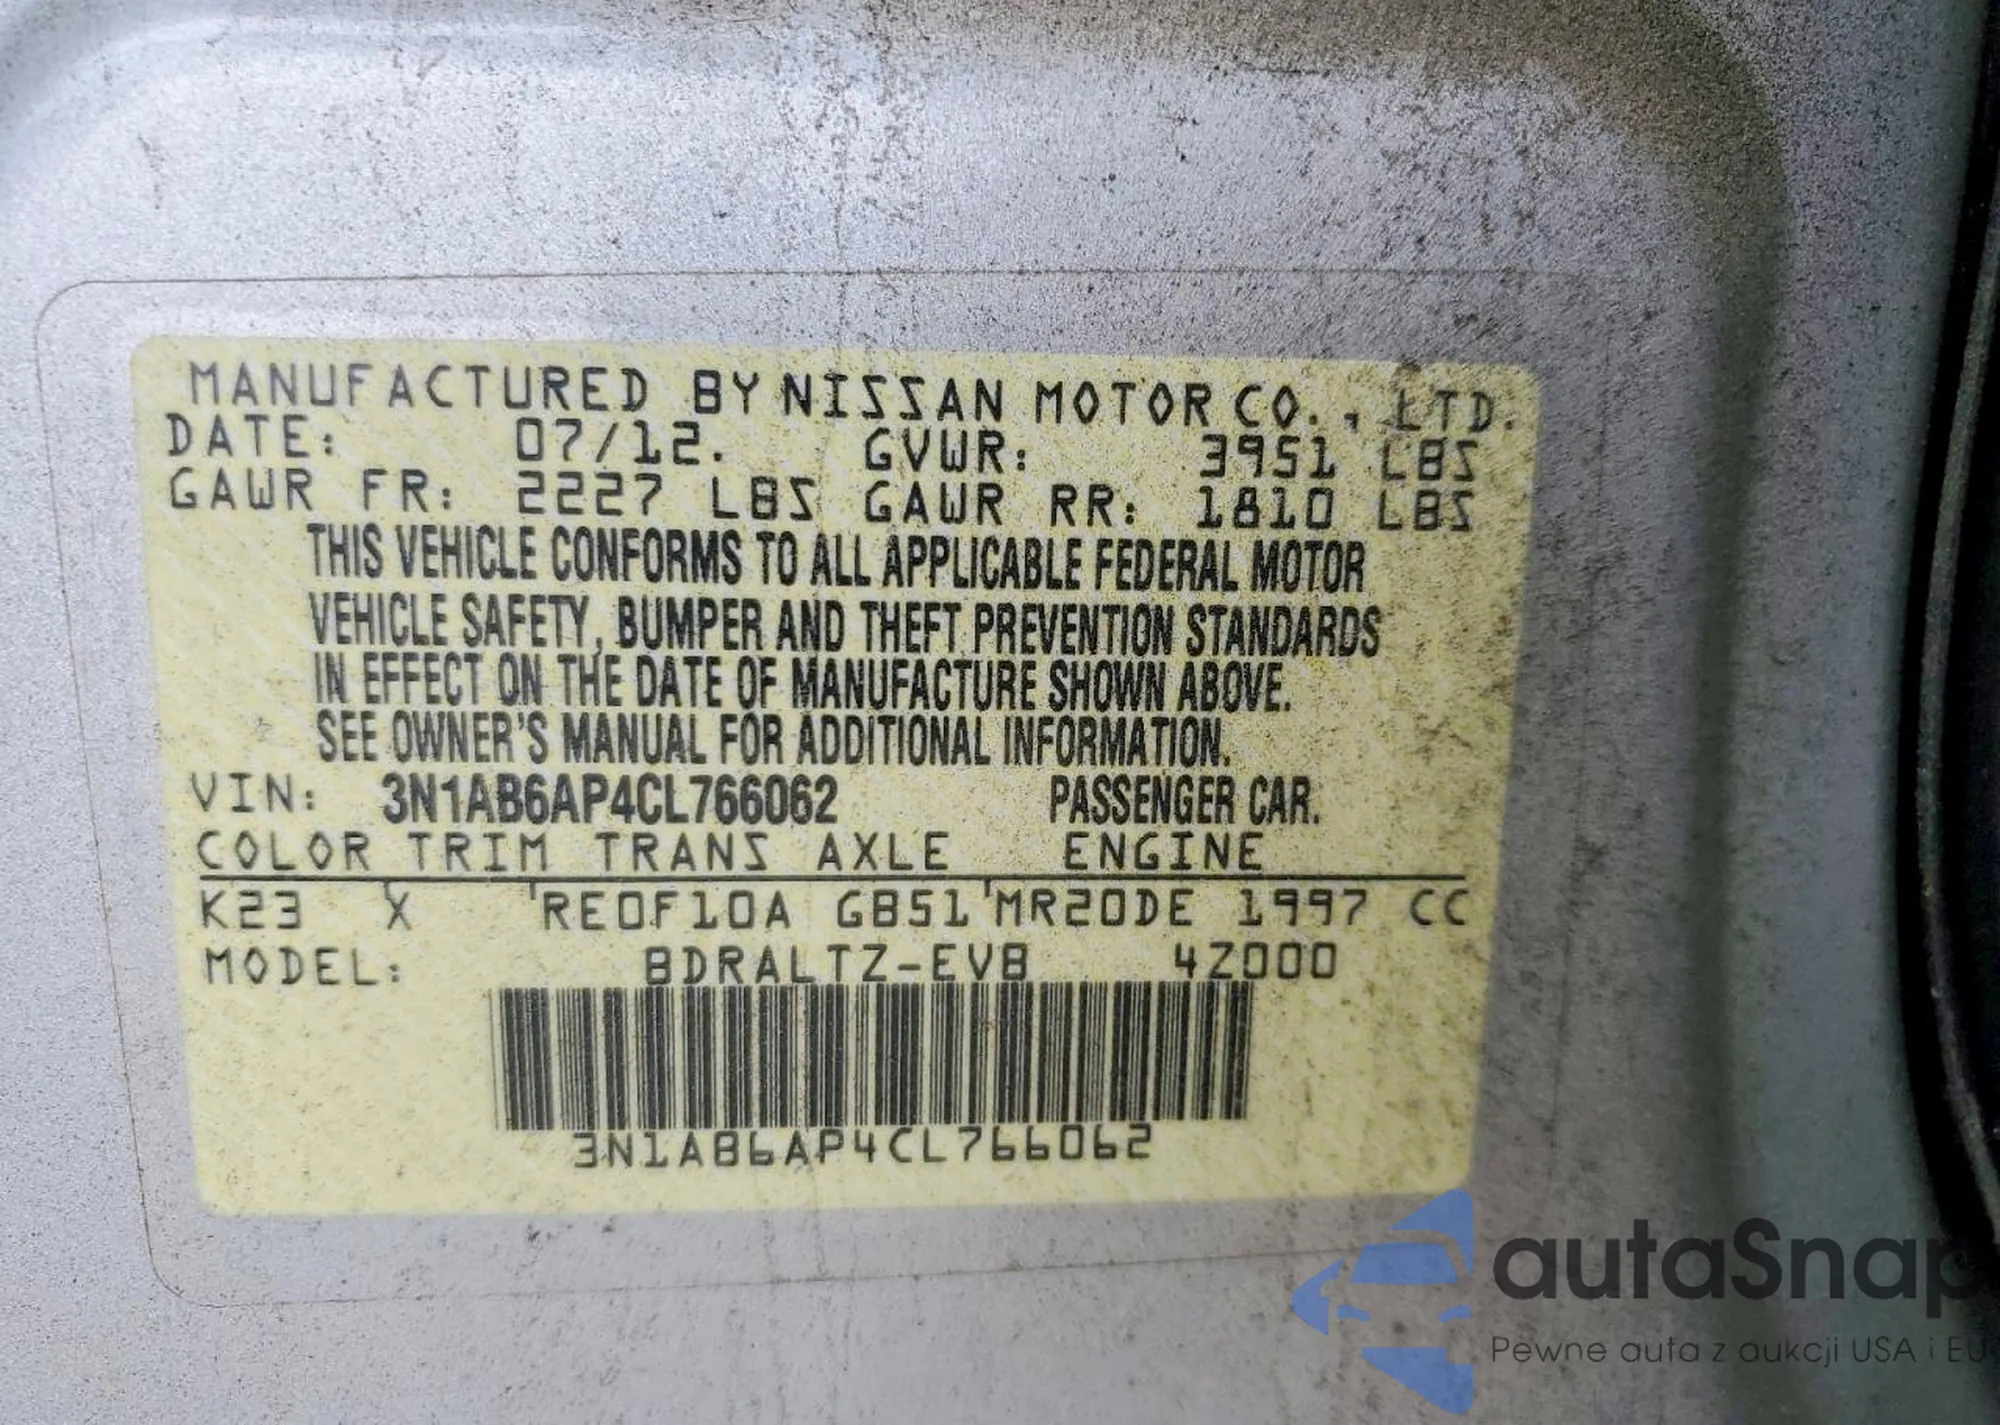 MANUFACTURED BY NISSAN MOTOR CO., LTD.
DATE: 07/12. GVWR: 3951 LBS
GAWR FR: 2227 LBS GAWR RR: 1810 LBS
THIS VEHICLE CONFORMS TO ALL APPLICABLE FEDERAL MOTOR
VEHICLE SAFETY, BUMPER AND THEFT PREVENTION STANDARDS
IN EFFECT ON THE DATE OF MANUFACTURE SHOWN ABOVE.
SEE OWNER'S MANUAL FOR ADDITIONAL INFORMATION.
VIN: 3N1AB6AP4CL766062 PASSENGER CAR.
COLOR TRIM TRANS AXLE ENGINE
K23 X 'RE0F10A GB51'MR20DE 1997 CC
MODEL: BDRALTZ-EVB 4Z000
3N1AB6AP4CL766062
autaSnap
Pewne auta z aukcji USA i EU